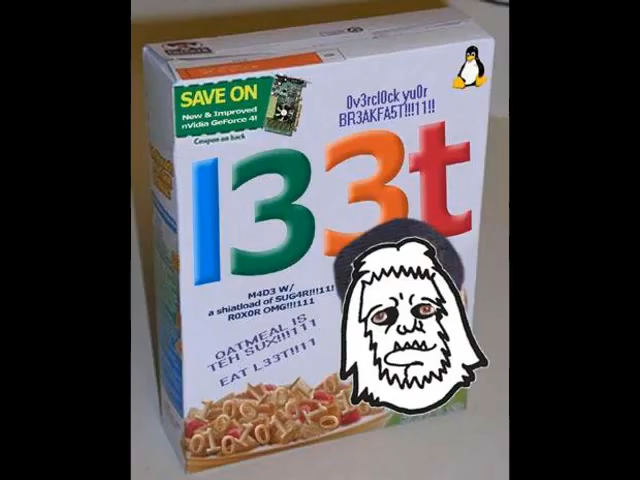 SAVE ON
New & Improved
nVidia GeForce 4!
Coupon on back
0v3rcl0ck yu0r
BR3AKFA5T!!!11!!
l33t
M4D3 W/
a shiatload of SUG4R!!!11!
R0X0R OMG!!!111
OATMEAL IS
TEH SUX!!!111
EAT L33T!!11